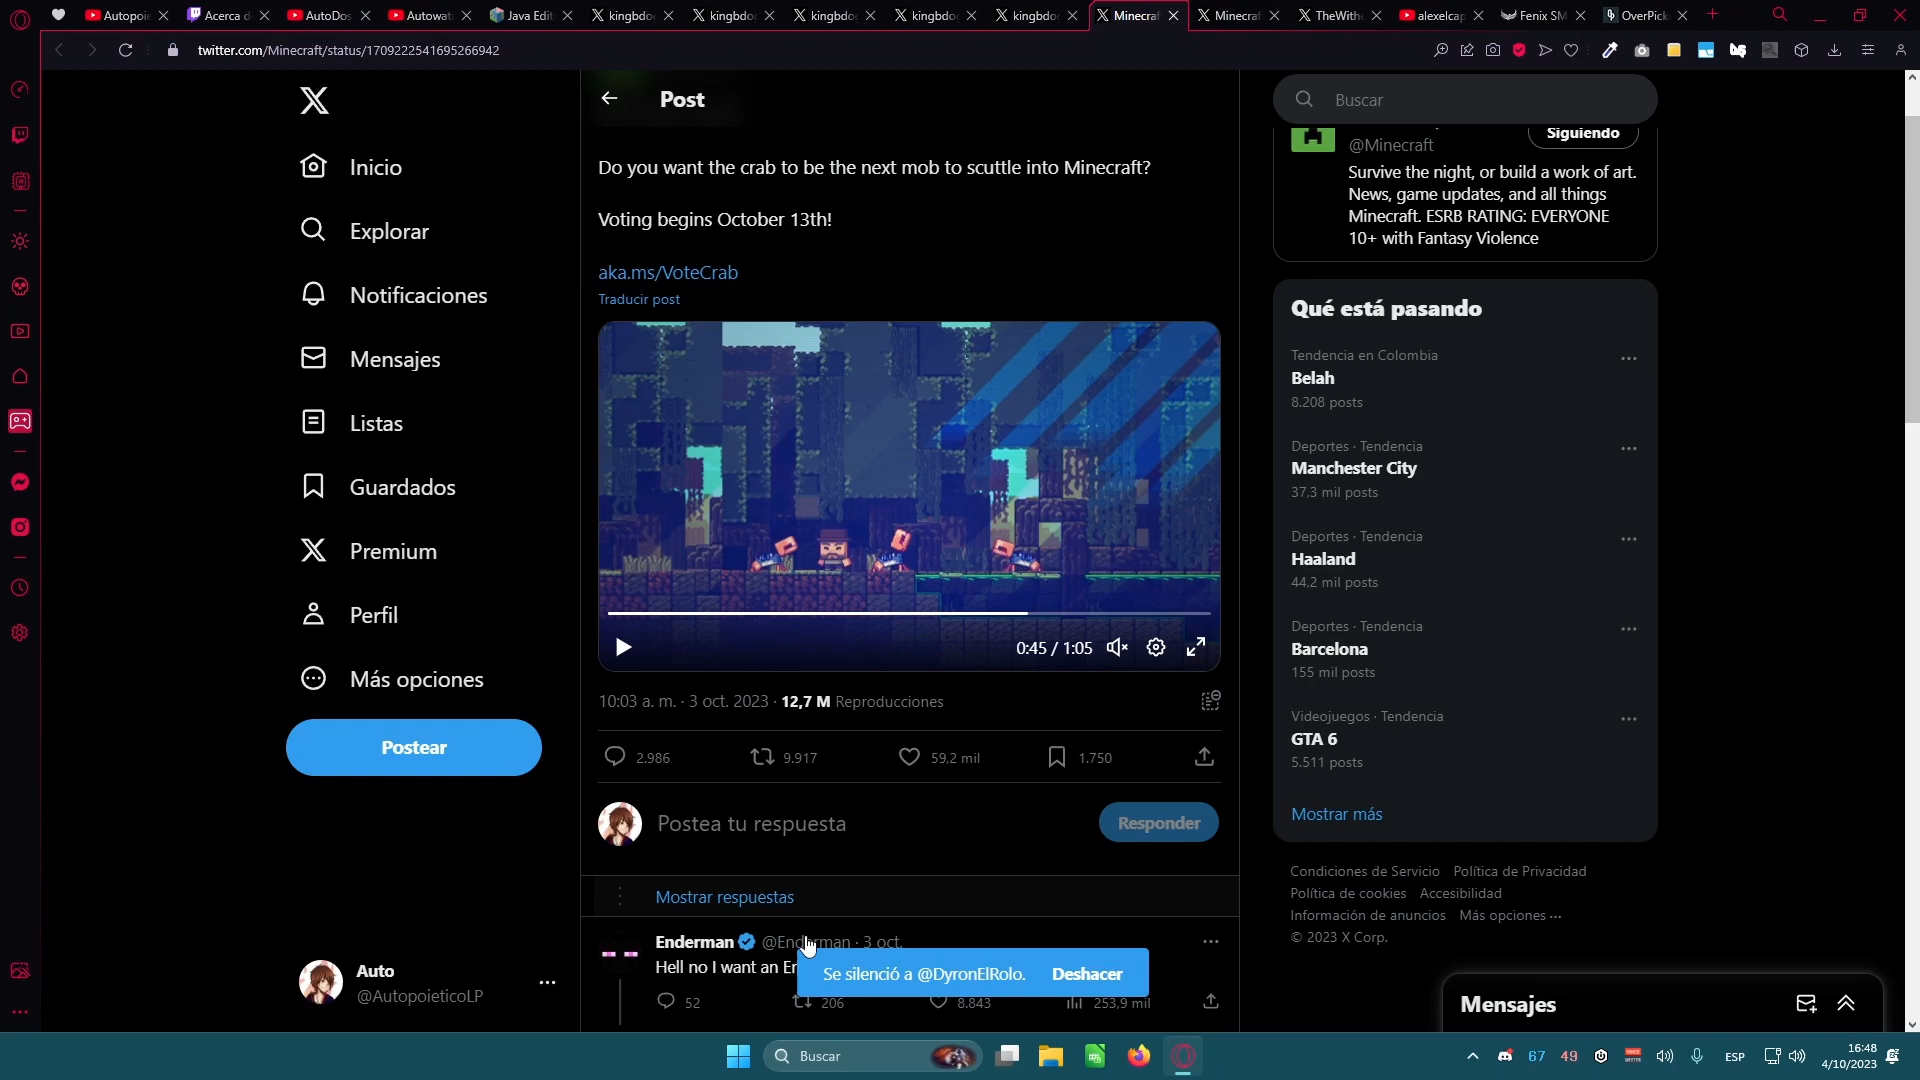 Autopoie
Acerca d
AutoDos
Autowat
Java Edit
kingbdo
kingbdo
kingbdo
kingbdo
kingbdo
Minecraf
Minecraf
TheWithe
alexelcap
Fenix SM
OverPick
twitter.com/Minecraft/status/1709222541695266942
Inicio
Explorar
Notificaciones
Mensajes
Listas
Guardados
Premium
Perfil
Más opciones
Postear
Auto
@AutopoieticoLP
Post
Do you want the crab to be the next mob to scuttle into Minecraft?
Voting begins October 13th!
aka.ms/VoteCrab
Traducir post
0:45 / 1:05
10:03 a. m. · 3 oct. 2023 · 12,7 M Reproducciones
2.986
9.917
59,2 mil
1.750
Postea tu respuesta
Responder
Mostrar respuestas
Enderman @Enderman · 3 oct.
Hell no I want an
Se silenció a @DyronElRolo. Deshacer
52
206
8.843
253,9 mil
Buscar
@Minecraft
Siguiendo
Survive the night, or build a work of art.
News, game updates, and all things
Minecraft. ESRB RATING: EVERYONE
10+ with Fantasy Violence
Qué está pasando
Tendencia en Colombia
Belah
8.208 posts
Deportes · Tendencia
Manchester City
37,3 mil posts
Deportes · Tendencia
Haaland
44,2 mil posts
Deportes · Tendencia
Barcelona
155 mil posts
Videojuegos · Tendencia
GTA 6
5.511 posts
Mostrar más
Condiciones de Servicio Política de Privacidad
Política de cookies Accesibilidad
Información de anuncios Más opciones ···
© 2023 X Corp.
Mensajes
Buscar
67
49
ESP
16:48
4/10/2023